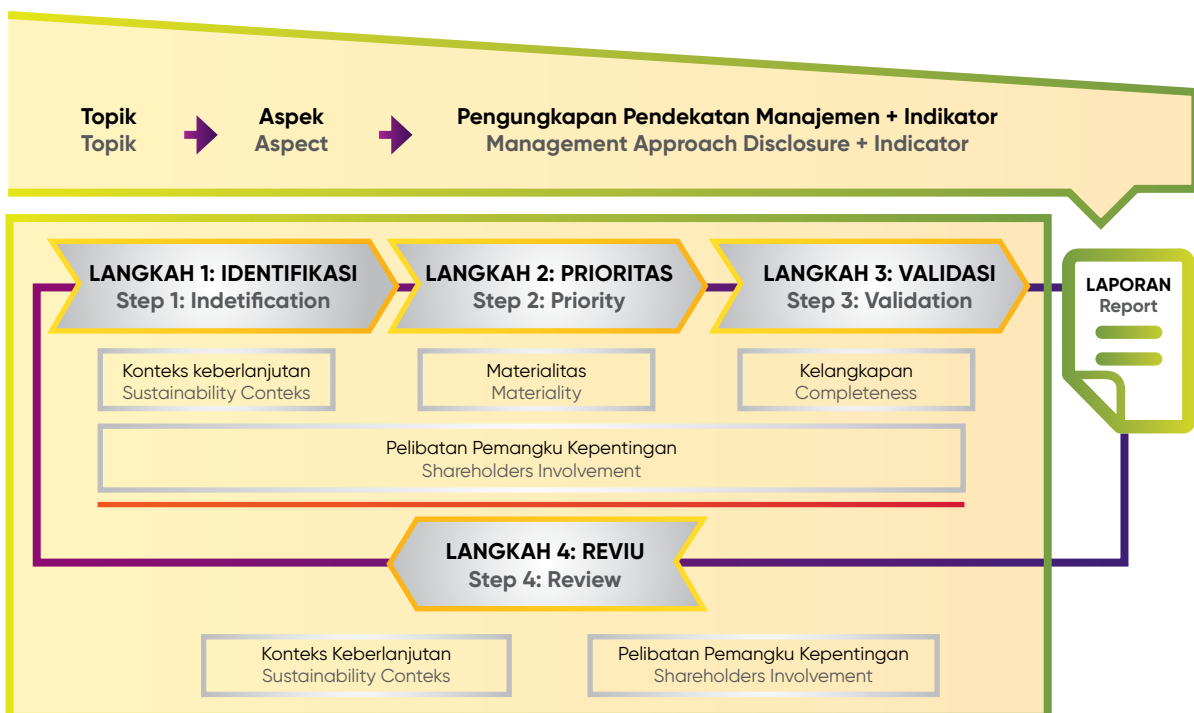 Topik
Topik
Aspek
Aspect
Pengungkapan Pendekatan Manajemen + Indikator
Management Approach Disclosure + Indicator
LANGKAH 1: IDENTIFIKASI
Step 1: Indetification
LANGKAH 2: PRIORITAS
Step 2: Priority
LANGKAH 3: VALIDASI
Step 3: Validation
LAPORAN
Report
Konteks keberlanjutan
Sustainability Conteks
Materialitas
Materiality
Kelangkapan
Completeness
Pelibatan Pemangku Kepentingan
Shareholders Involvement
LANGKAH 4: REVIU
Step 4: Review
Konteks Keberlanjutan
Sustainability Conteks
Pelibatan Pemangku Kepentingan
Shareholders Involvement